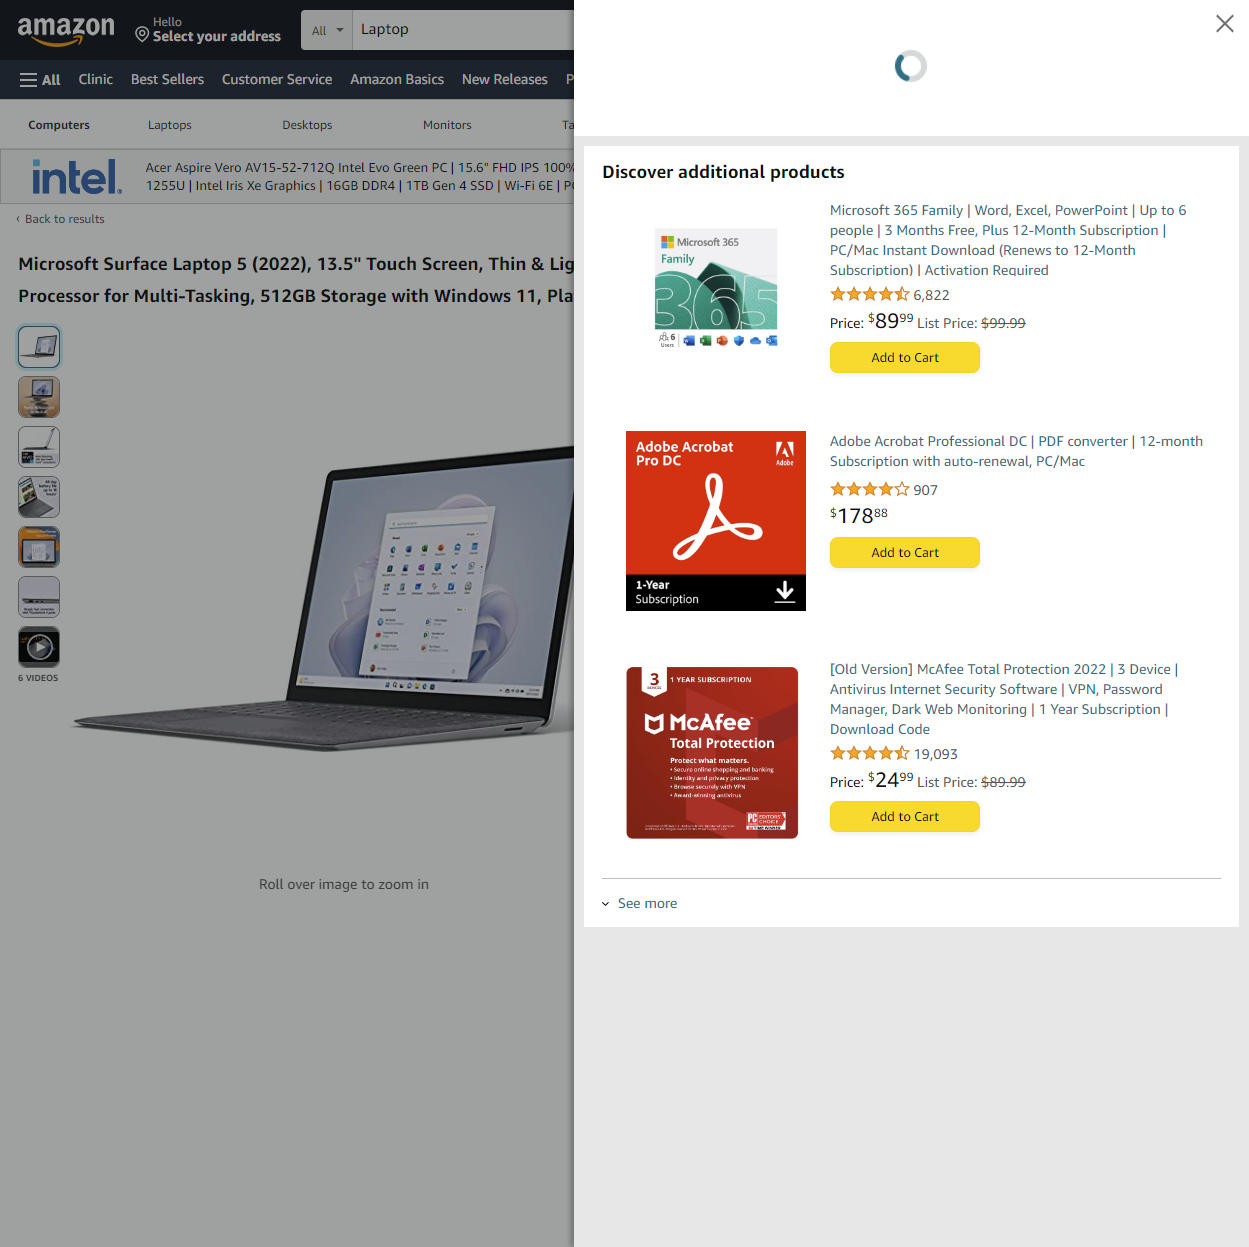 amazon
Hello
Select your address
All
Laptop
All
Clinic
Best Sellers
Customer Service
Amazon Basics
New Releases
P
Computers
Laptops
Desktops
Monitors
Ta
intel.
Acer Aspire Vero AV15-52-712Q Intel Evo Green PC | 15.6" FHD IPS 100%
1255U | Intel Iris Xe Graphics | 16GB DDR4 | 1TB Gen 4 SSD | Wi-Fi 6E | P
‹ Back to results
Microsoft Surface Laptop 5 (2022), 13.5" Touch Screen, Thin & Lig
Processor for Multi-Tasking, 512GB Storage with Windows 11, Pla
6 VIDEOS
Roll over image to zoom in
Discover additional products
Microsoft 365
Family
365
6
Users
Microsoft 365 Family | Word, Excel, PowerPoint | Up to 6
people | 3 Months Free, Plus 12-Month Subscription |
PC/Mac Instant Download (Renews to 12-Month
Subscription) | Activation Required
6,822
Price: $89.99 List Price: $99.99
Add to Cart
Adobe Acrobat
Pro DC
Adobe
1-Year
Subscription
Adobe Acrobat Professional DC | PDF converter | 12-month
Subscription with auto-renewal, PC/Mac
907
$178.88
Add to Cart
3
DEVICES
1 YEAR SUBSCRIPTION
McAfee
Total Protection
Protect what matters.
• Secure online shopping and banking
• Identity and privacy protection
• Browse securely with VPN
• Award-winning antivirus
PC EDITORS'
CHOICE
[Old Version] McAfee Total Protection 2022 | 3 Device |
Antivirus Internet Security Software | VPN, Password
Manager, Dark Web Monitoring | 1 Year Subscription |
Download Code
19,093
Price: $24.99 List Price: $89.99
Add to Cart
See more